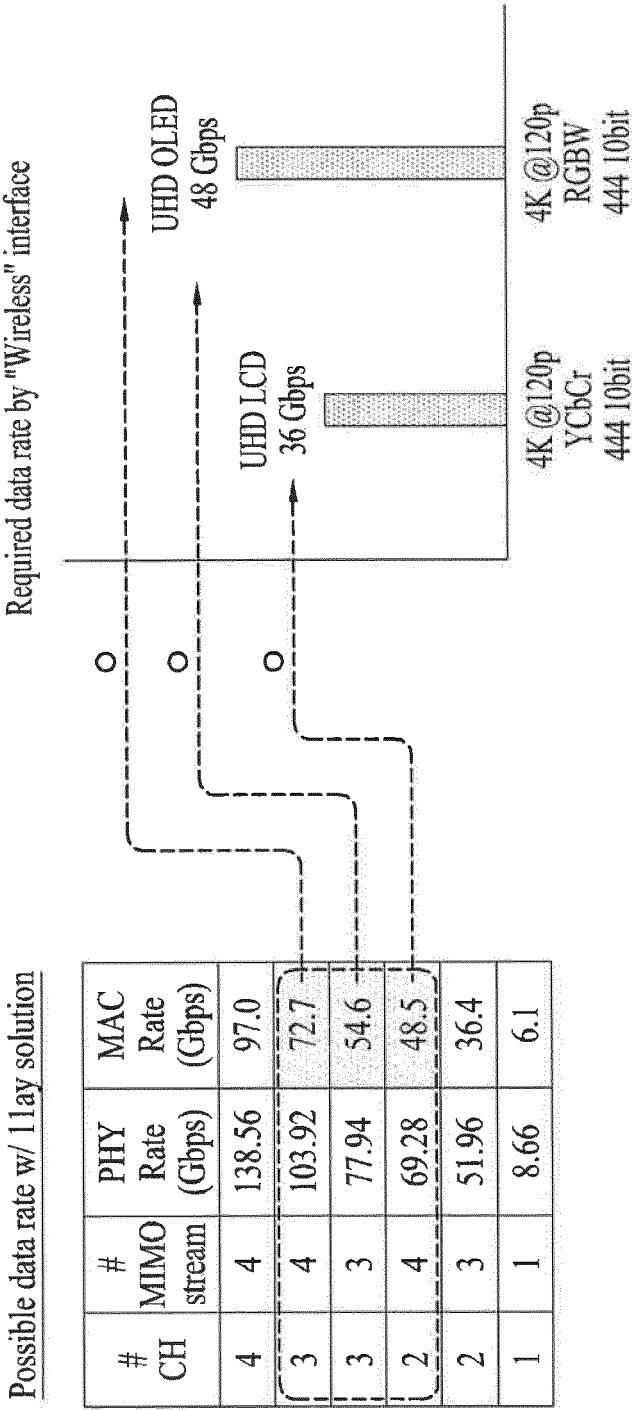 Possible data rate w/ 11ay solution
#
CH
#
MIMO
stream
PHY
Rate
(Gbps)
MAC
Rate
(Gbps)
4 4 138.56 97.0
3 4 103.92 72.7
3 3 77.94 54.6
2 4 69.28 48.5
2 3 51.96 36.4
1 1 8.66 6.1
Required data rate by "Wireless" interface
UHD LCD
36 Gbps
UHD OLED
48 Gbps
4K @120p
YCbCr
444 10bit
4K @120p
RGBW
444 10bit